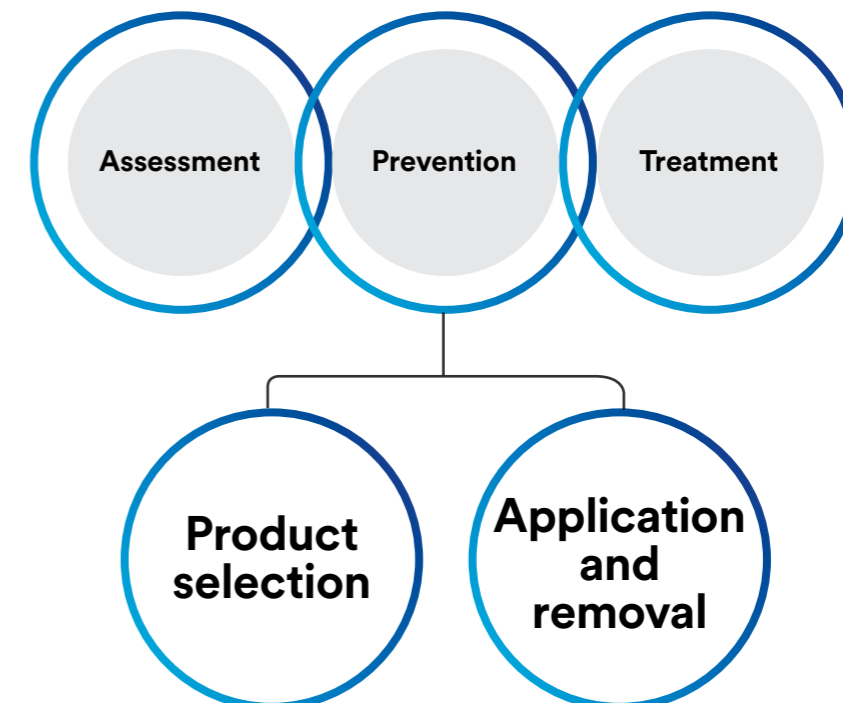 Assessment
Prevention
Treatment
Product
selection
Application
and
removal